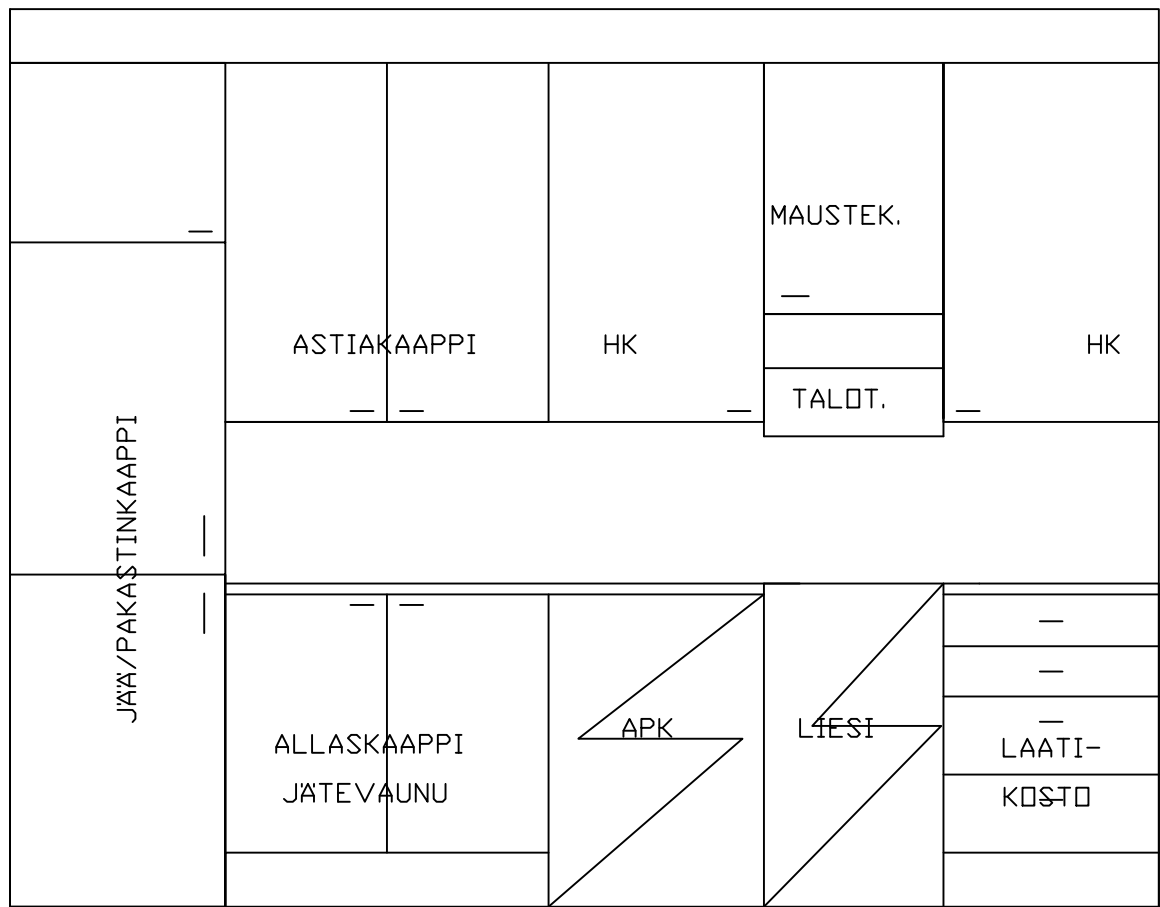 MAUSTEK.
ASTIAKAAPPI
HK
HK
TALOT.
JÄÄ/PAKASTINKAAPPI
APK
LIESI
ALLASKAAPPI
JÄTEVAUNU
LAATI-
KOSTO